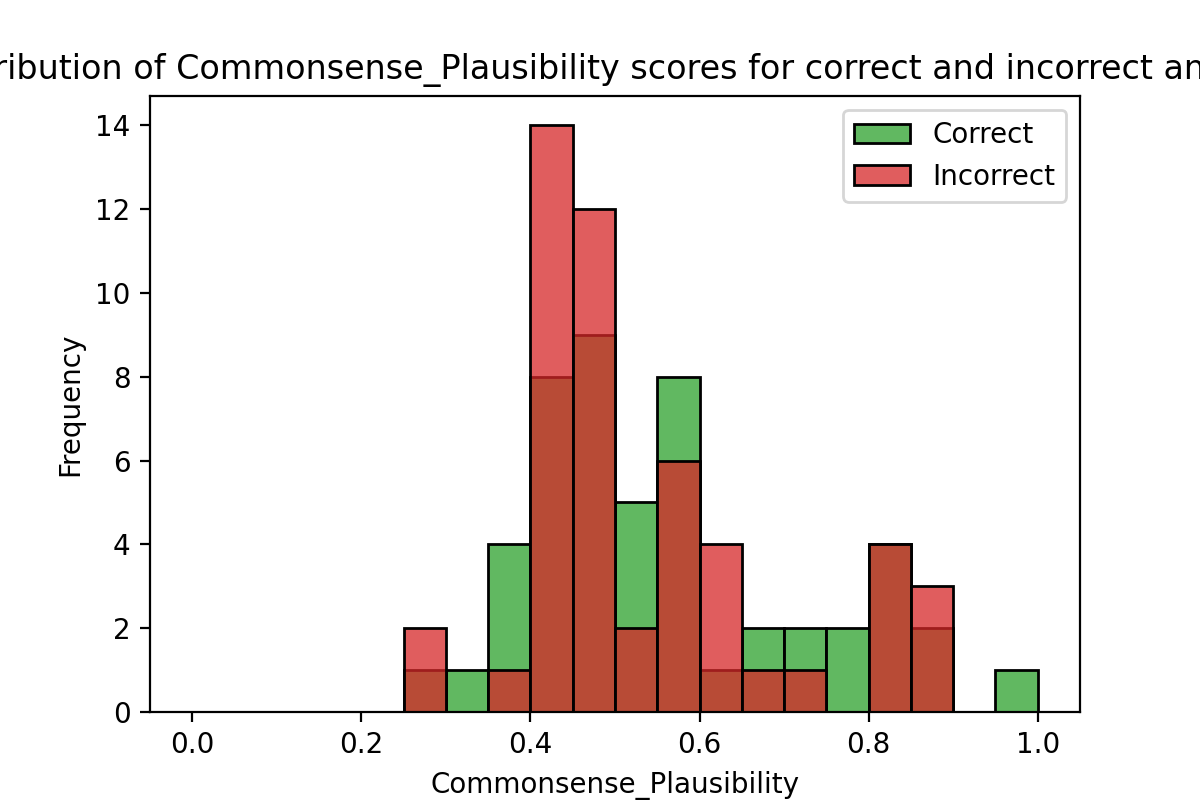 ribution of Commonsense_Plausibility scores for correct and incorrect an
Correct
Incorrect
14
12
10
8
6
4
2
0
Frequency
0.0 0.2 0.4 0.6 0.8 1.0
Commonsense_Plausibility